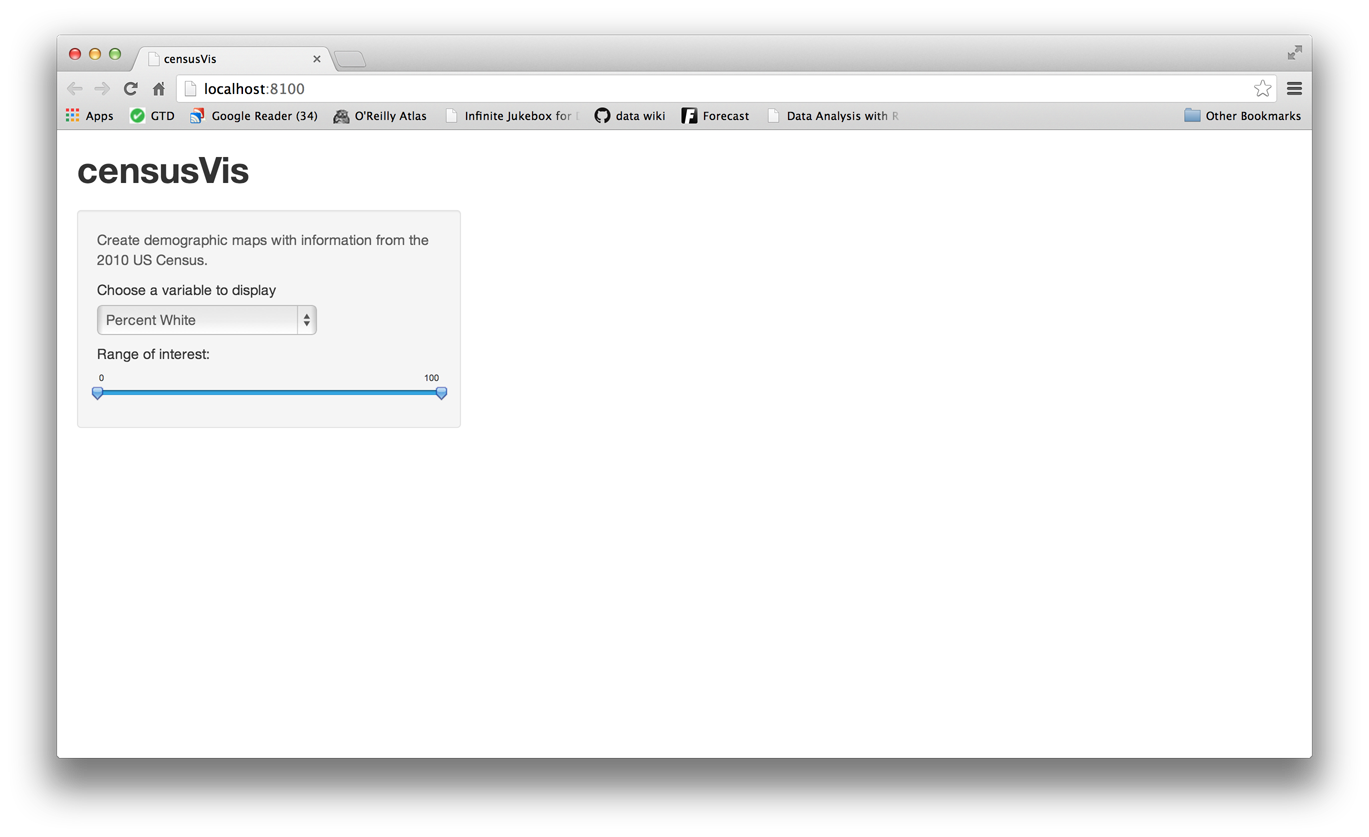 censusVis
localhost:8100
Apps GTD Google Reader (34) O'Reilly Atlas Infinite Jukebox for data wiki Forecast Data Analysis with R Other Bookmarks
censusVis
Create demographic maps with information from the
2010 US Census.
Choose a variable to display
Percent White
Range of interest:
0 100